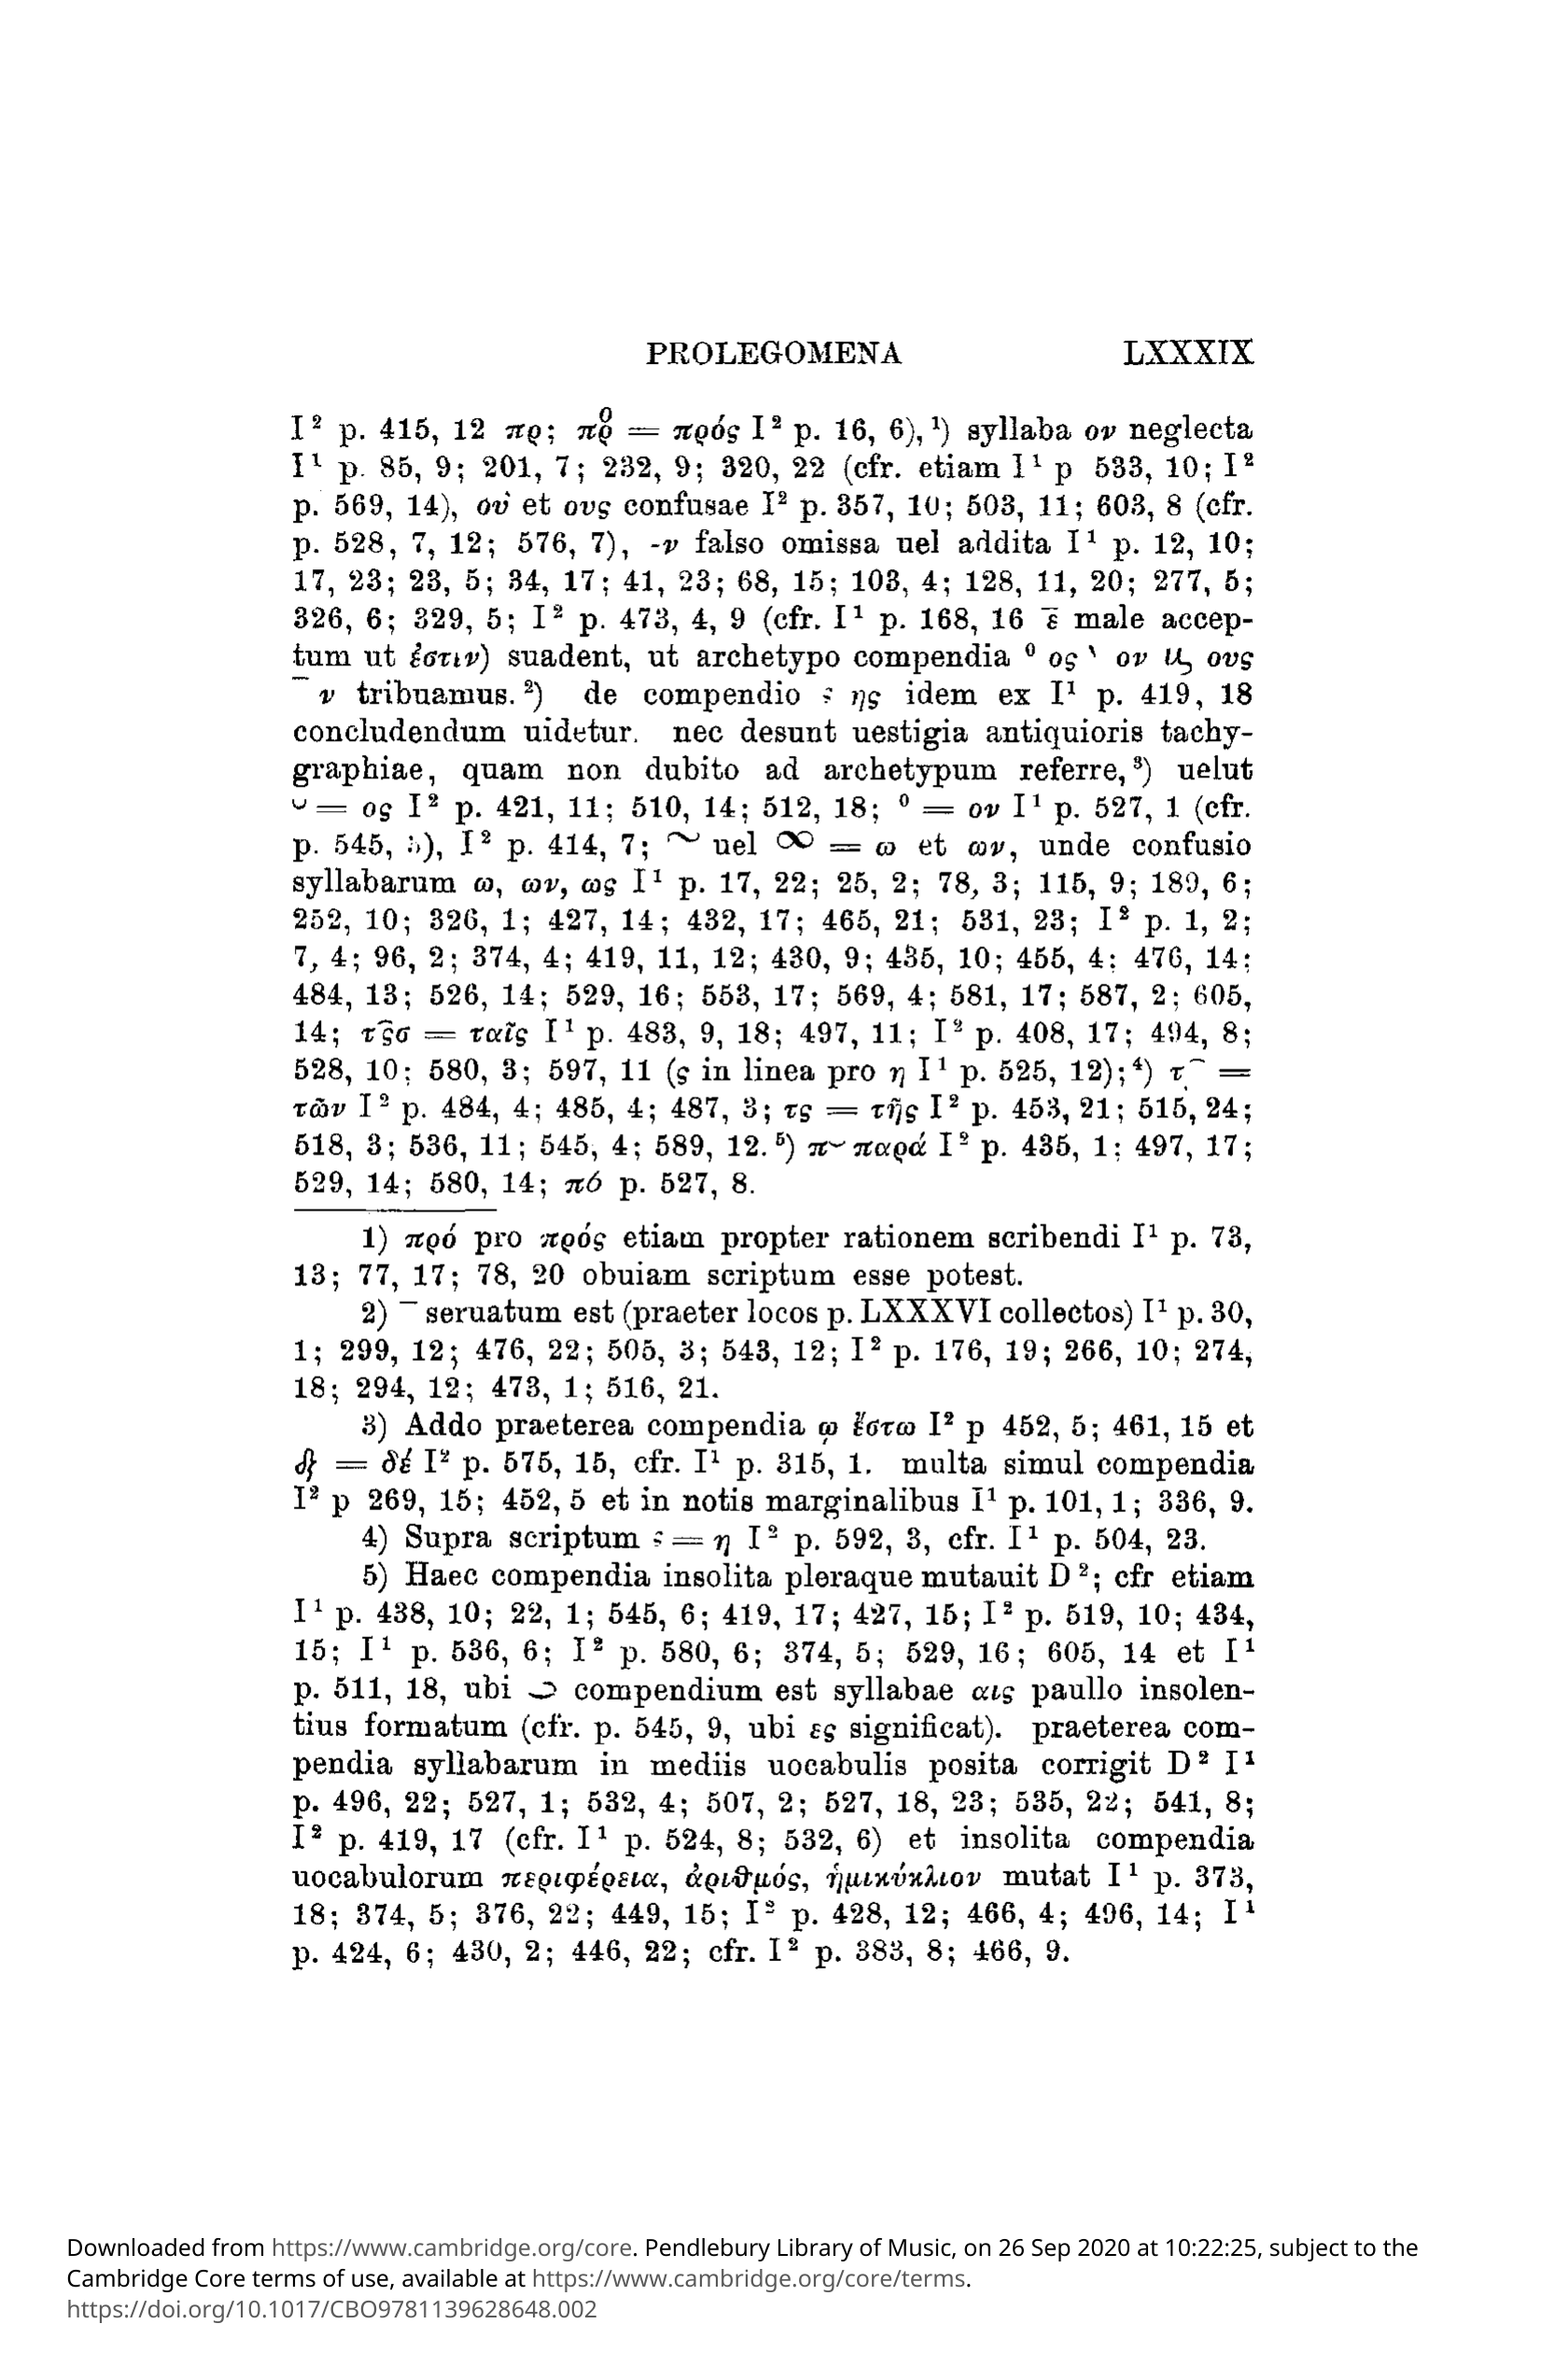 PROLEGOMENA LXXXIX
I² p. 415, 12 πρ; πρ̊ = πρός I² p. 16, 6),¹) syllaba ον neglecta
I¹ p. 85, 9; 201, 7; 232, 9; 320, 22 (cfr. etiam I¹ p 533, 10; I²
p. 569, 14), οὐ et ους confusae I² p. 357, 10; 503, 11; 603, 8 (cfr.
p. 528, 7, 12; 576, 7), -ν falso omissa uel addita I¹ p. 12, 10;
17, 23; 23, 5; 34, 17; 41, 23; 68, 15; 103, 4; 128, 11, 20; 277, 5;
326, 6; 329, 5; I² p. 473, 4, 9 (cfr. I¹ p. 168, 16 ε̄ male accep-
tum ut ἐστιν) suadent, ut archetypo compendia ⁰ ος ‵ ον ους
¯ ν tribuamus.²) de compendio ης idem ex I¹ p. 419, 18
concludendum uidetur. nec desunt uestigia antiquioris tachy-
graphiae, quam non dubito ad archetypum referre,³) uelut
˘ = ος I² p. 421, 11; 510, 14; 512, 18; ⁰ = ον I¹ p. 527, 1 (cfr.
p. 545, 5), I² p. 414, 7; ~ uel ∞ = ω et ων, unde confusio
syllabarum ω, ων, ως I¹ p. 17, 22; 25, 2; 78, 3; 115, 9; 189, 6;
252, 10; 326, 1; 427, 14; 432, 17; 465, 21; 531, 23; I² p. 1, 2;
7, 4; 96, 2; 374, 4; 419, 11, 12; 430, 9; 435, 10; 455, 4; 476, 14;
484, 13; 526, 14; 529, 16; 553, 17; 569, 4; 581, 17; 587, 2; 605,
14; τς̑σ = ταῖς I¹ p. 483, 9, 18; 497, 11; I² p. 408, 17; 494, 8;
528, 10; 580, 3; 597, 11 (ς in linea pro η I¹ p. 525, 12);⁴) τ ͡ =
τῶν I² p. 484, 4; 485, 4; 487, 3; τς = τῆς I² p. 453, 21; 515, 24;
518, 3; 536, 11; 545, 4; 589, 12.⁵) π˘ παρά I² p. 435, 1; 497, 17;
529, 14; 580, 14; πό p. 527, 8.
1) πρό pro πρός etiam propter rationem scribendi I¹ p. 73,
13; 77, 17; 78, 20 obuiam scriptum esse potest.
2) ¯ seruatum est (praeter locos p. LXXXVI collectos) I¹ p. 30,
1; 299, 12; 476, 22; 505, 3; 543, 12; I² p. 176, 19; 266, 10; 274,
18; 294, 12; 473, 1; 516, 21.
3) Addo praeterea compendia ω̣ ἔστω I² p 452, 5; 461, 15 et
= δέ I² p. 575, 15, cfr. I¹ p. 315, 1. multa simul compendia
I² p 269, 15; 452, 5 et in notis marginalibus I¹ p. 101, 1; 336, 9.
4) Supra scriptum = η I² p. 592, 3, cfr. I¹ p. 504, 23.
5) Haec compendia insolita pleraque mutauit D²; cfr etiam
I¹ p. 438, 10; 22, 1; 545, 6; 419, 17; 427, 15; I² p. 519, 10; 434,
15; I¹ p. 536, 6; I² p. 580, 6; 374, 5; 529, 16; 605, 14 et I¹
p. 511, 18, ubi compendium est syllabae αις paullo insolen-
tius formatum (cfr. p. 545, 9, ubi ες significat). praeterea com-
pendia syllabarum in mediis uocabulis posita corrigit D² I¹
p. 496, 22; 527, 1; 532, 4; 507, 2; 527, 18, 23; 535, 22; 541, 8;
I² p. 419, 17 (cfr. I¹ p. 524, 8; 532, 6) et insolita compendia
uocabulorum περιφέρεια, ἀριθμός, ἡμικύκλιον mutat I¹ p. 373,
18; 374, 5; 376, 22; 449, 15; I² p. 428, 12; 466, 4; 496, 14; I¹
p. 424, 6; 430, 2; 446, 22; cfr. I² p. 383, 8; 466, 9.
Downloaded from https://www.cambridge.org/core. Pendlebury Library of Music, on 26 Sep 2020 at 10:22:25, subject to the
Cambridge Core terms of use, available at https://www.cambridge.org/core/terms.
https://doi.org/10.1017/CBO9781139628648.002